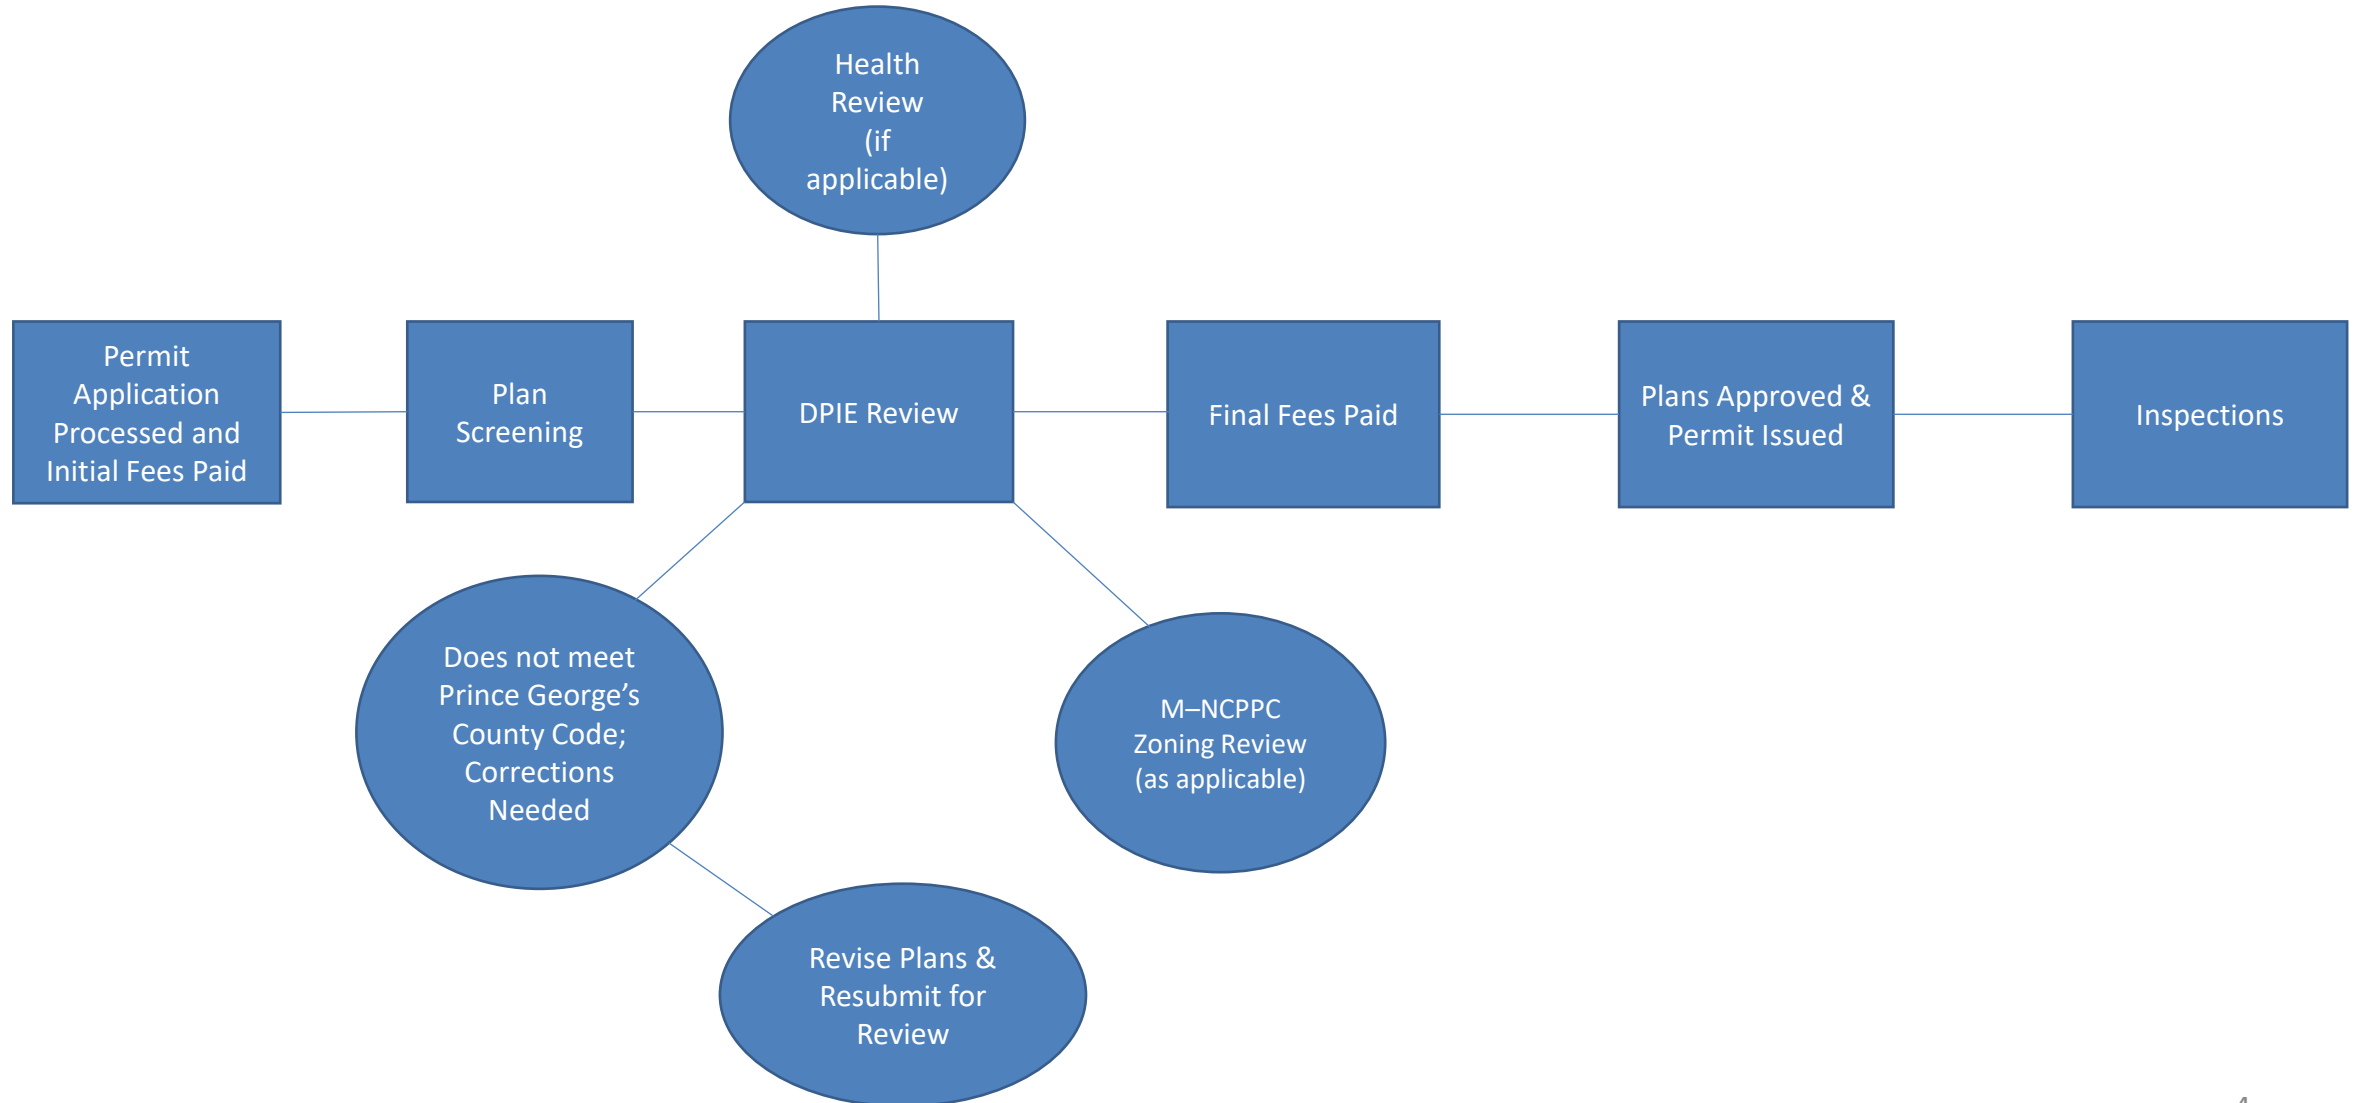 Health
Review
(if
applicable)
Permit
Application
Processed and
Initial Fees Paid
Plan
Screening
DPIE Review
Final Fees Paid
Plans Approved &
Permit Issued
Inspections
Does not meet
Prince George’s
County Code;
Corrections
Needed
M–NCPPC
Zoning Review
(as applicable)
Revise Plans &
Resubmit for
Review
4